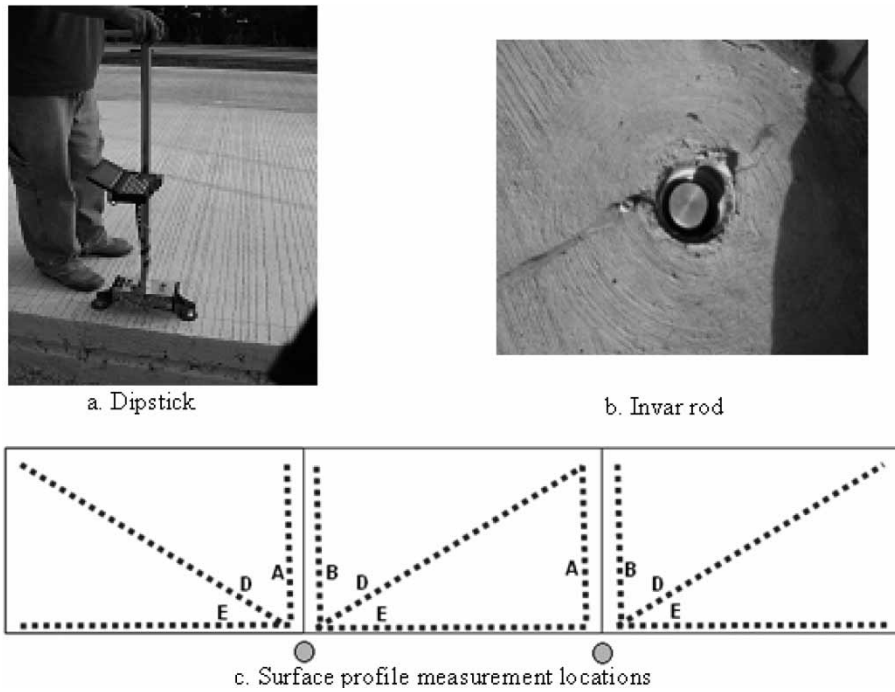 a. Dipstick
b. Invar rod
D
A
B
D
A
B
D
E
E
E
c. Surface profile measurement locations